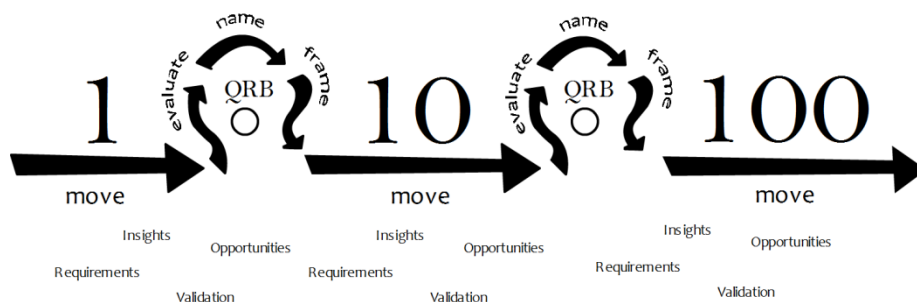 name
evaluate
frame
QRB
1
move
name
evaluate
frame
QRB
10
move
100
move
Insights
Opportunities
Requirements
Validation
Insights
Opportunities
Requirements
Validation
Insights
Opportunities
Requirements
Validation